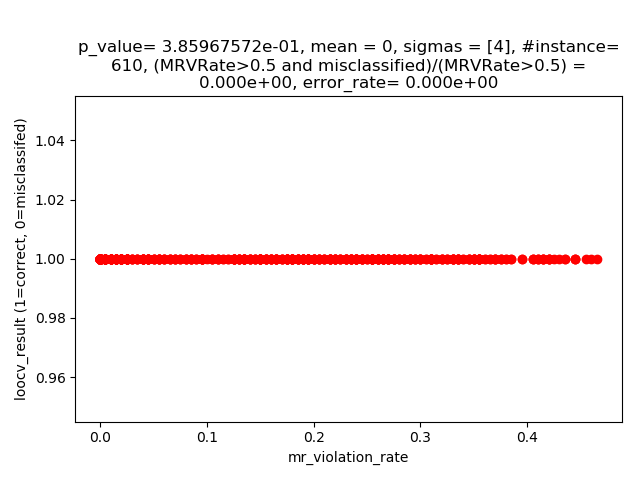 p_value= 3.85967572e-01, mean = 0, sigmas = [4], #instance=
610, (MRVRate>0.5 and misclassified)/(MRVRate>0.5) =
0.000e+00, error_rate= 0.000e+00
loocv_result (1=correct, 0=misclassifed)
1.04
1.02
1.00
0.98
0.96
0.0 0.1 0.2 0.3 0.4
mr_violation_rate